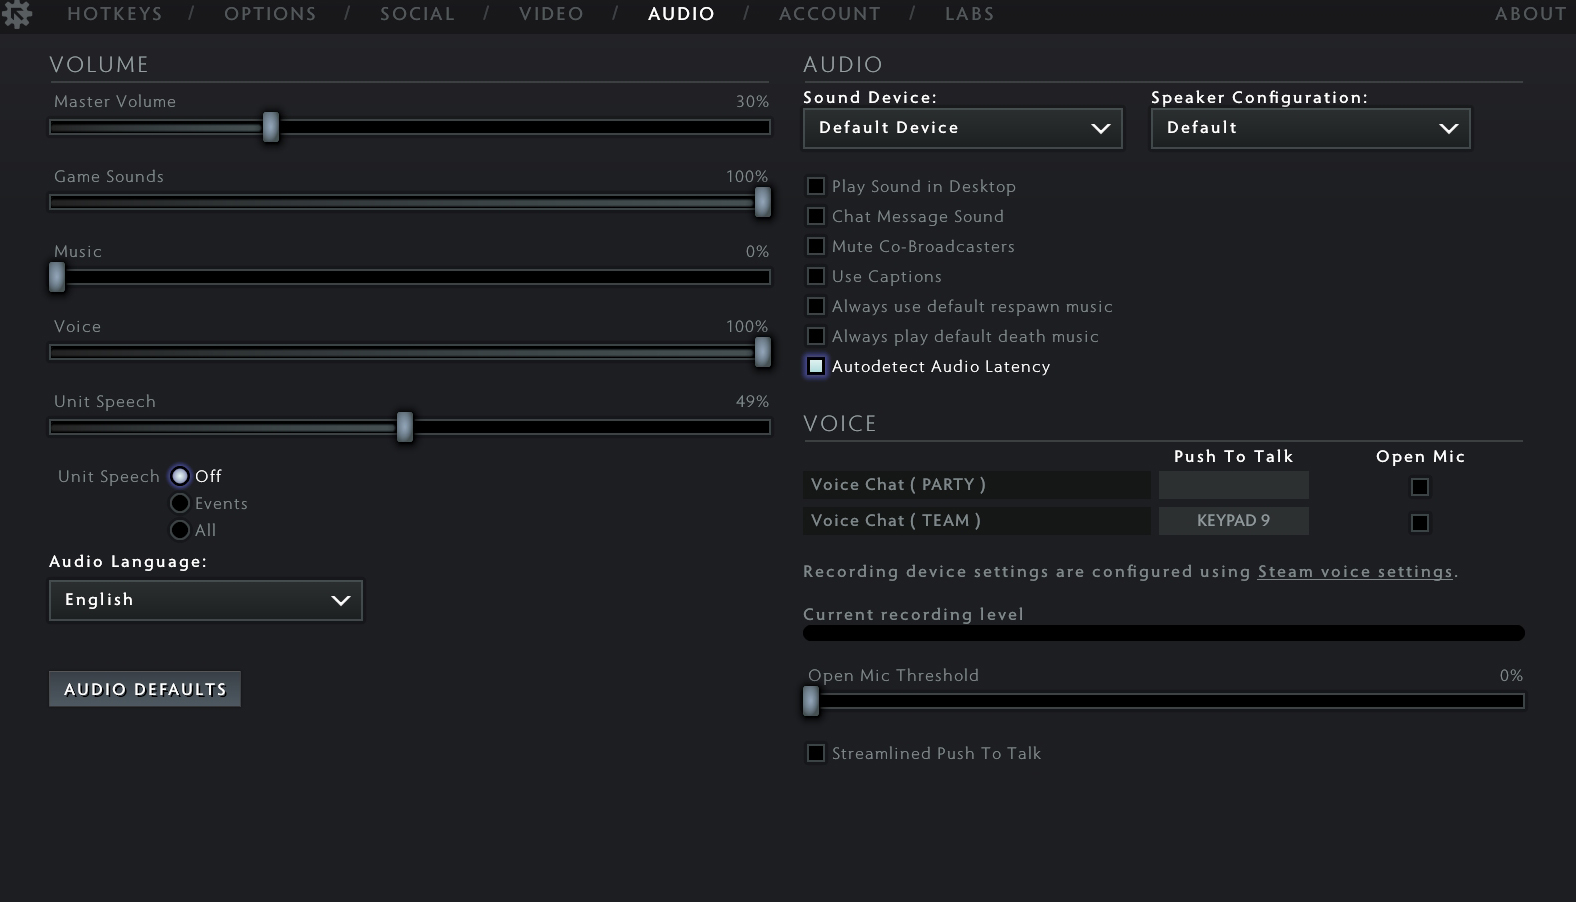 HOTKEYS / OPTIONS / SOCIAL / VIDEO / AUDIO / ACCOUNT / LABS ABOUT
VOLUME
Master Volume 30%
Game Sounds 100%
Music 0%
Voice 100%
Unit Speech 49%
Unit Speech Off
Events
All
Audio Language:
English
AUDIO DEFAULTS
AUDIO
Sound Device: Speaker Configuration:
Default Device Default
Play Sound in Desktop
Chat Message Sound
Mute Co-Broadcasters
Use Captions
Always use default respawn music
Always play default death music
Autodetect Audio Latency
VOICE
Push To Talk Open Mic
Voice Chat ( PARTY )
Voice Chat ( TEAM ) KEYPAD 9
Recording device settings are configured using Steam voice settings.
Current recording level
Open Mic Threshold 0%
Streamlined Push To Talk